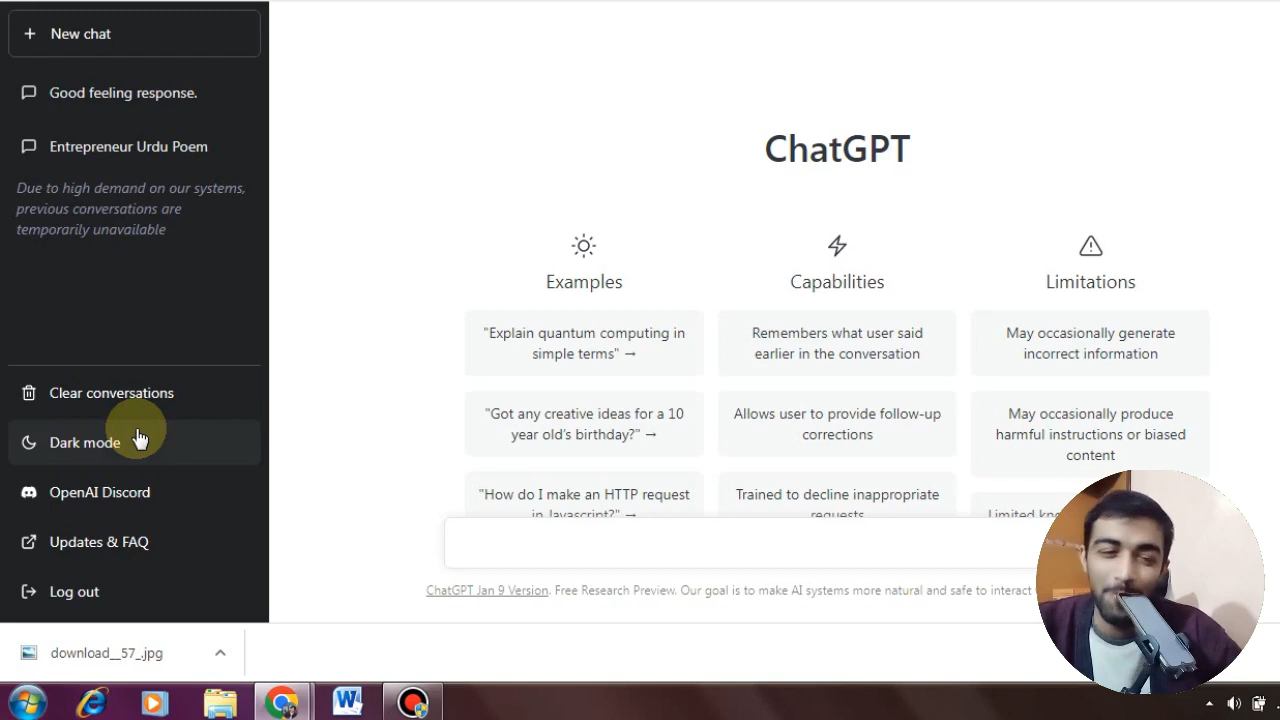 New chat
Good feeling response.
Entrepreneur Urdu Poem
Due to high demand on our systems,
previous conversations are
temporarily unavailable
Clear conversations
Dark mode
OpenAI Discord
Updates & FAQ
Log out
ChatGPT
Examples
"Explain quantum computing in
simple terms" →
"Got any creative ideas for a 10
year old's birthday?" →
"How do I make an HTTP request
in Javascript?" →
Capabilities
Remembers what user said
earlier in the conversation
Allows user to provide follow-up
corrections
Trained to decline inappropriate
requests
Limitations
May occasionally generate
incorrect information
May occasionally produce
harmful instructions or biased
content
Limited
ChatGPT Jan 9 Version. Free Research Preview. Our goal is to make AI systems more natural and safe to interact
download__57_.jpg